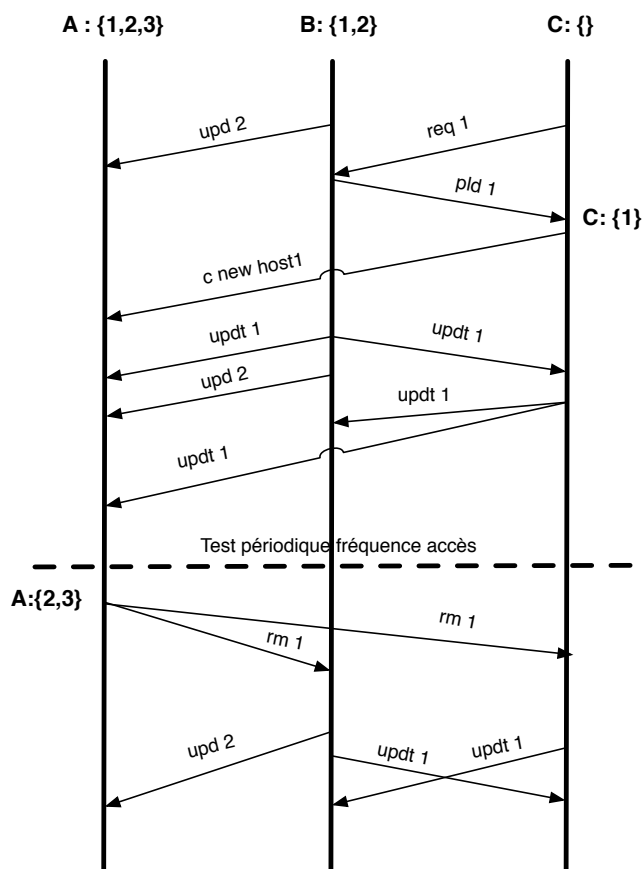 A : {1,2,3}
B: {1,2}
C: {}
upd 2
req 1
pld 1
C: {1}
c new host1
updt 1
updt 1
upd 2
updt 1
updt 1
Test périodique fréquence accès
A:{2,3}
rm 1
rm 1
upd 2
updt 1
updt 1